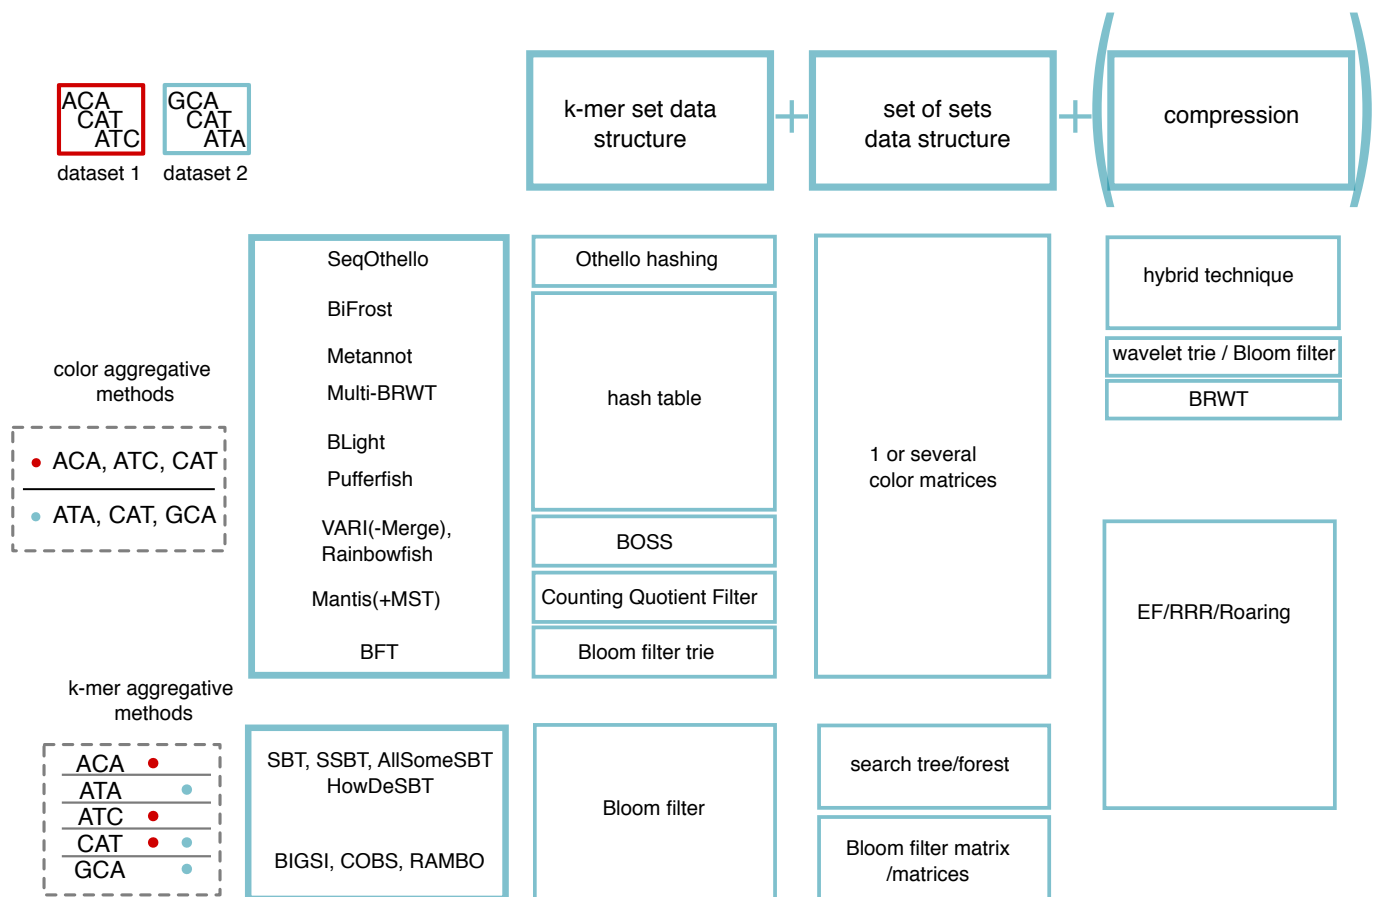 ACA
CAT
ATC
dataset 1
GCA
CAT
ATA
dataset 2
k-mer set data
structure
+
set of sets
data structure
+
(
compression
)
color aggregative
methods
ACA, ATC, CAT
ATA, CAT, GCA
SeqOthello
BiFrost
Metannot
Multi-BRWT
BLight
Pufferfish
VARI(-Merge),
Rainbowfish
Mantis(+MST)
BFT
Othello hashing
hash table
BOSS
Counting Quotient Filter
Bloom filter trie
1 or several
color matrices
hybrid technique
wavelet trie / Bloom filter
BRWT
EF/RRR/Roaring
k-mer aggregative
methods
ACA
ATA
ATC
CAT
GCA
SBT, SSBT, AllSomeSBT
HowDeSBT
BIGSI, COBS, RAMBO
Bloom filter
search tree/forest
Bloom filter matrix
/matrices